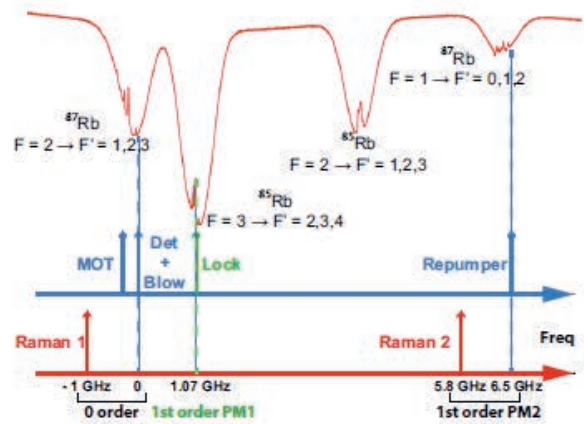 ⁸⁷Rb
F = 1 → F' = 0,1,2
⁸⁷Rb
F = 2 → F' = 1,2,3
⁸⁵Rb
F = 2 → F' = 1,2,3
⁸⁵Rb
F = 3 → F' = 2,3,4
MOT
Det
+
Blow
Lock
Repumper
Raman 1
Raman 2
Freq
- 1 GHz 0 1.07 GHz 5.8 GHz 6.5 GHz
0 order 1st order PM1 1st order PM2